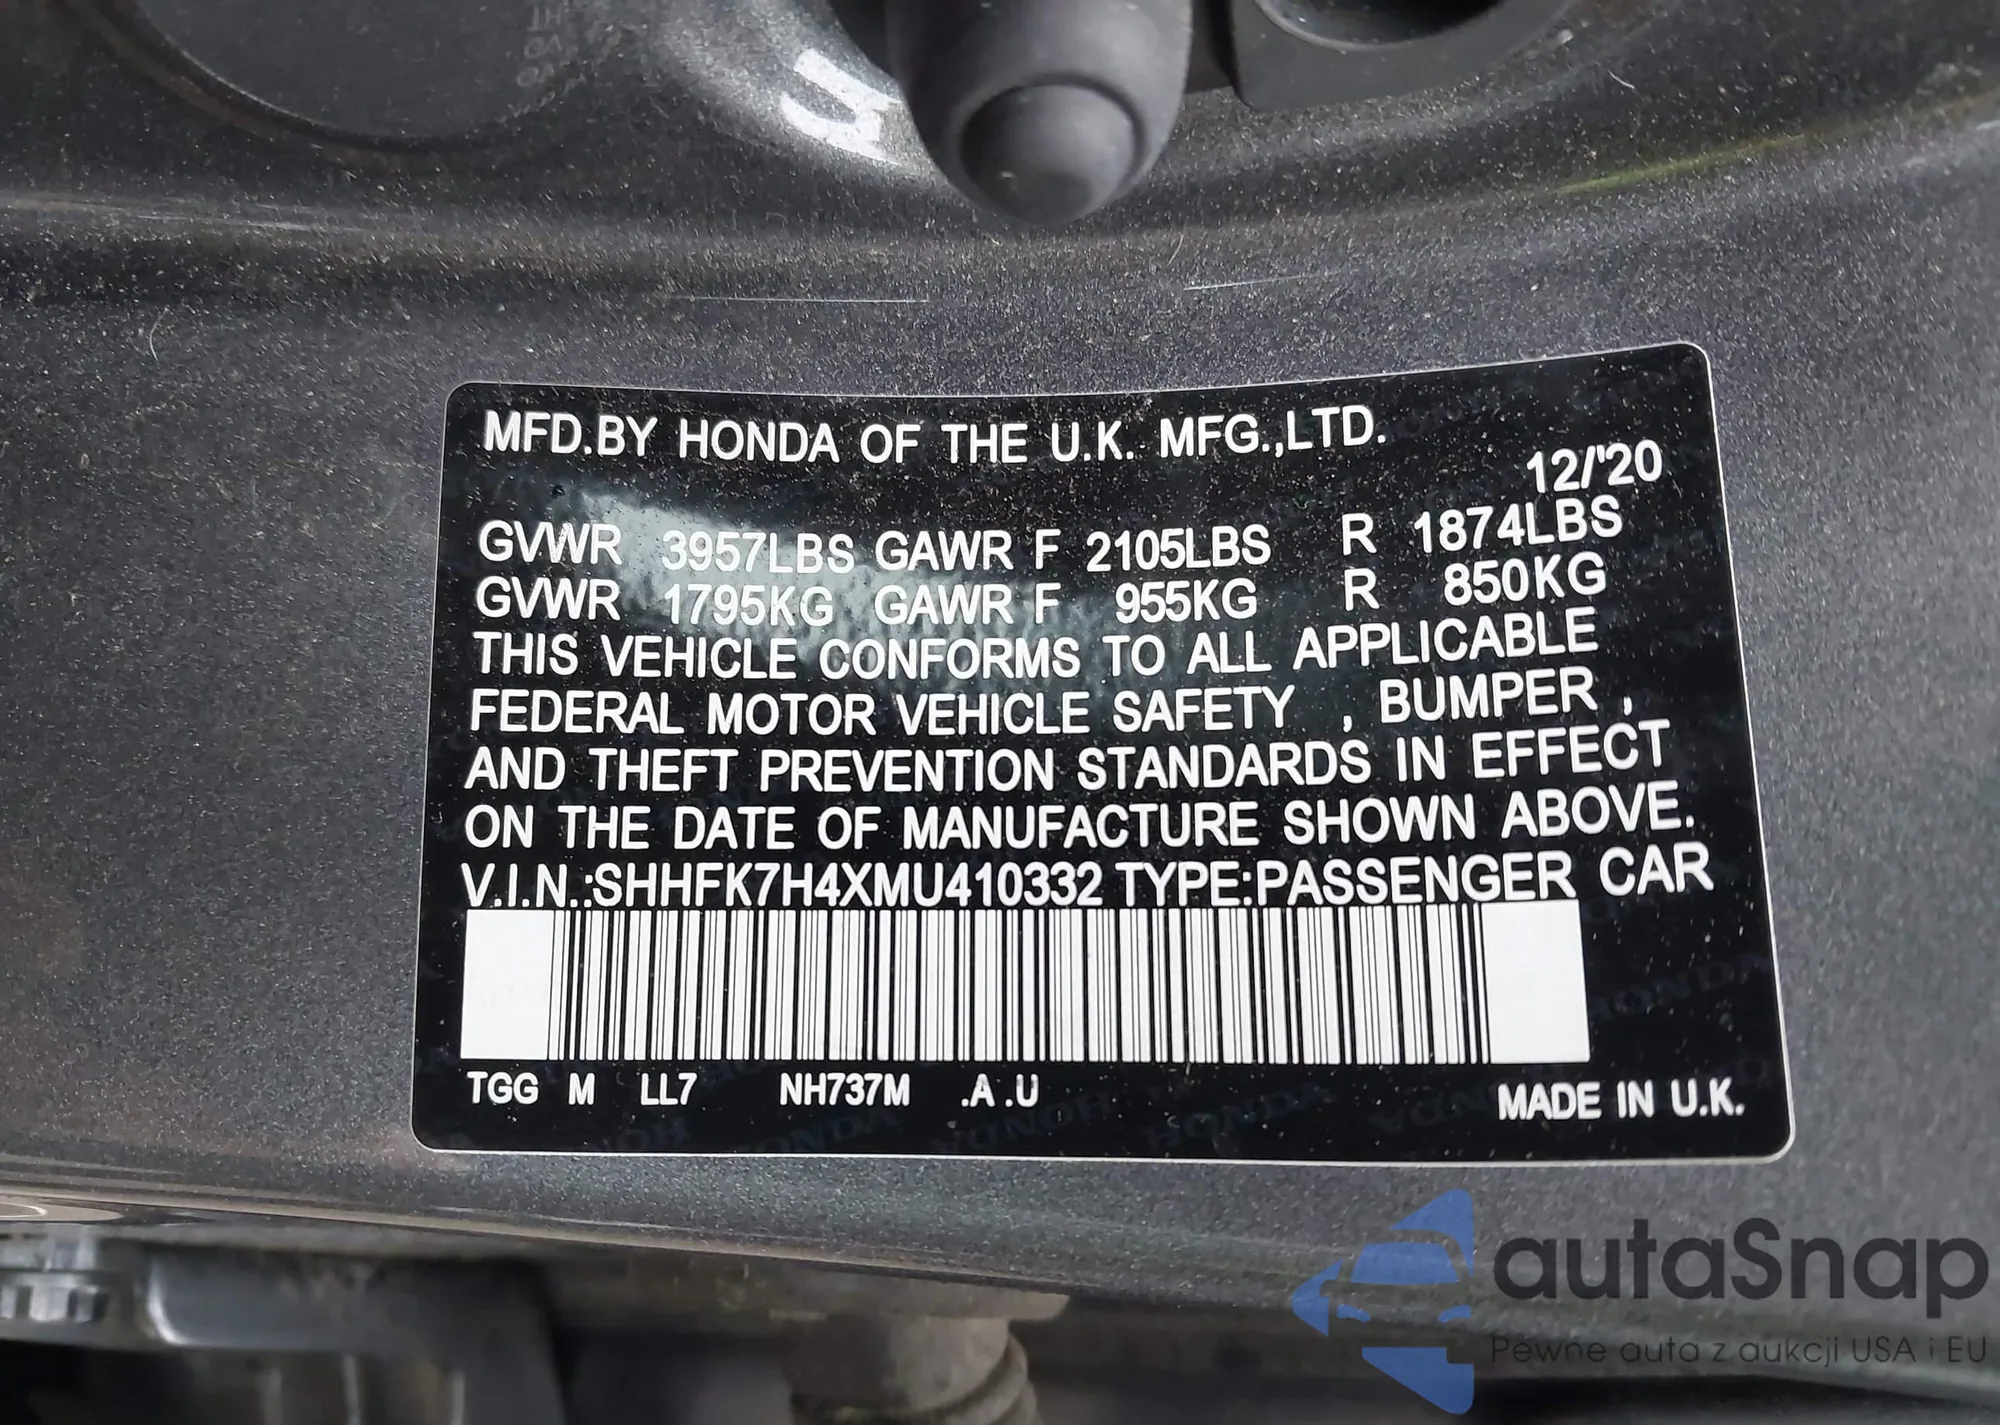 MFD.BY HONDA OF THE U.K. MFG.,LTD.
12/'20
GVWR 3957LBS GAWR F 2105LBS R 1874LBS
GVWR 1795KG GAWR F 955KG R 850KG
THIS VEHICLE CONFORMS TO ALL APPLICABLE
FEDERAL MOTOR VEHICLE SAFETY , BUMPER ,
AND THEFT PREVENTION STANDARDS IN EFFECT
ON THE DATE OF MANUFACTURE SHOWN ABOVE.
V.I.N.:SHHFK7H4XMU410332 TYPE:PASSENGER CAR
TGG M LL7 NH737M .A .U
MADE IN U.K.
autaSnap
Pewne auta z aukcji USA i EU